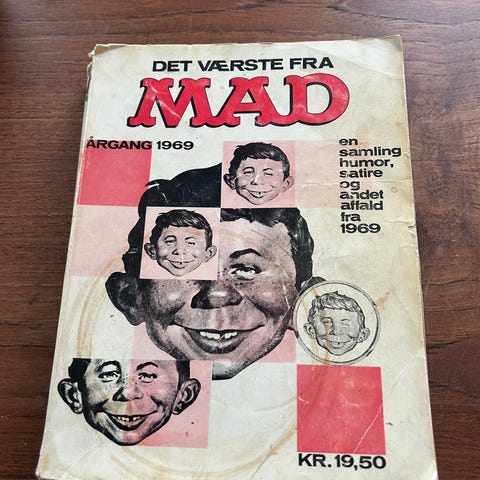 DET VÆRSTE FRA
MAD
ÅRGANG 1969
en
samling
humor,
satire
og
andet
affald
fra
1969
KR. 19,50